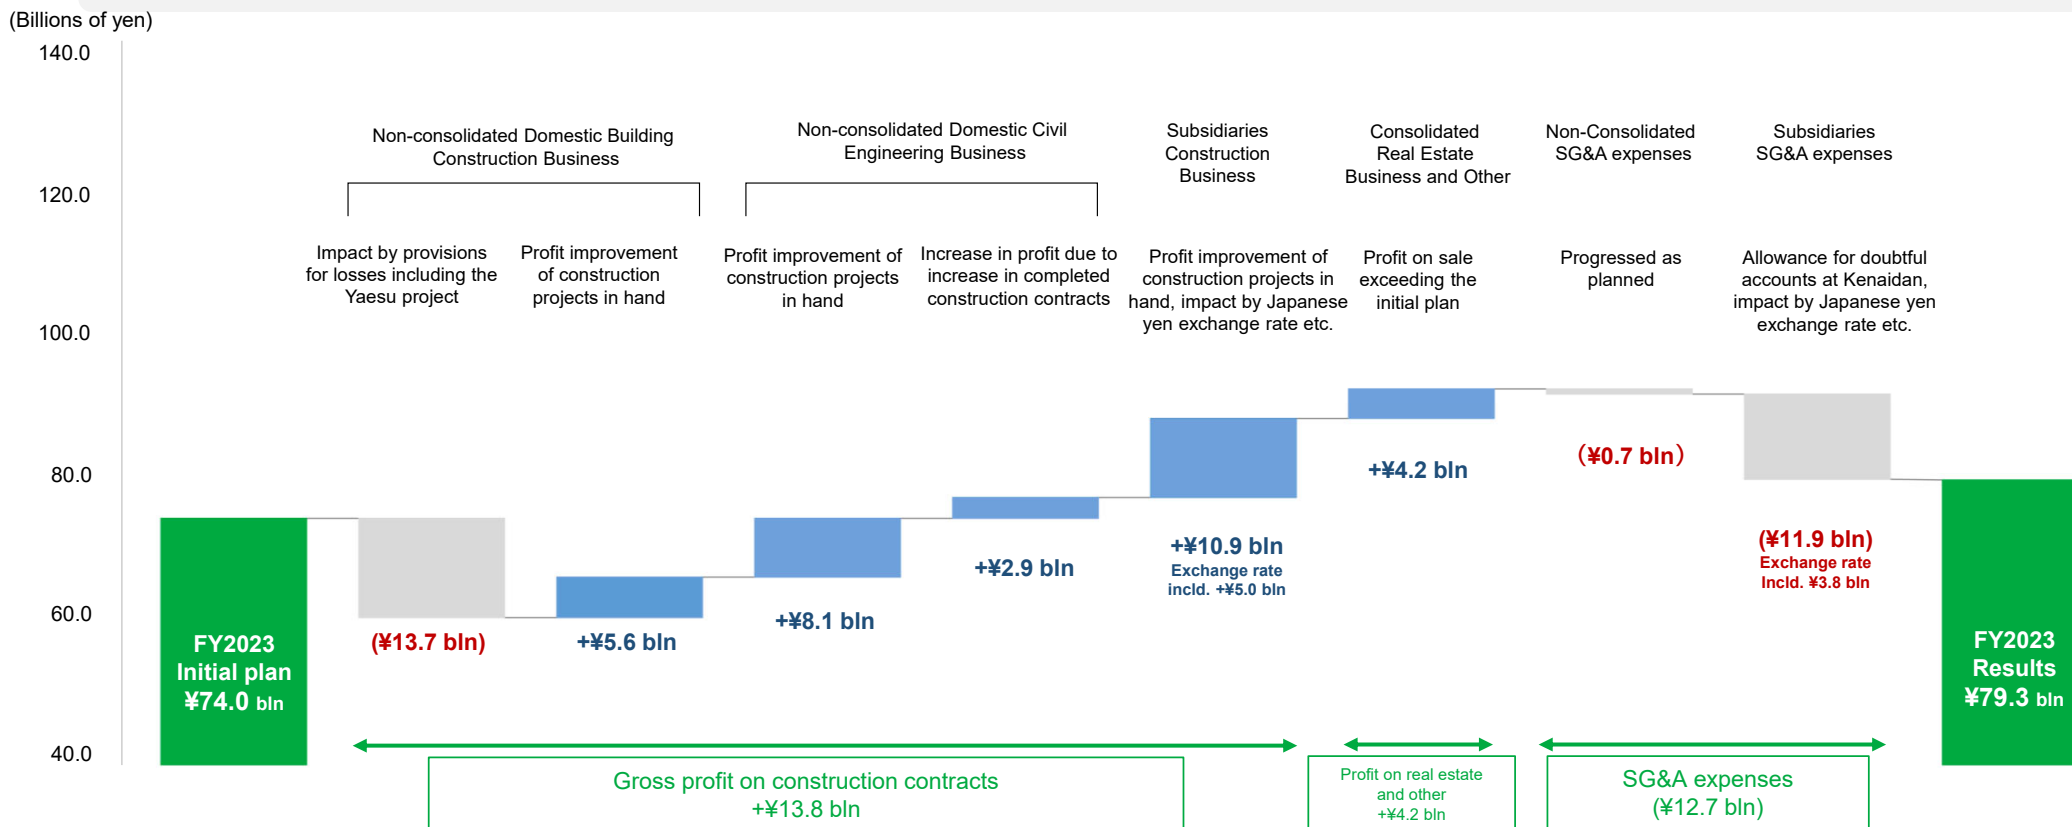 (Billions of yen)
140.0
120.0
100.0
80.0
60.0
40.0
Non-consolidated Domestic Building
Construction Business
Non-consolidated Domestic Civil
Engineering Business
Subsidiaries
Construction
Business
Consolidated
Real Estate
Business and Other
Non-Consolidated
SG&A expenses
Subsidiaries
SG&A expenses
Impact by provisions
for losses including the
Yaesu project
Profit improvement
of construction
projects in hand
Profit improvement of
construction projects
in hand
Increase in profit due to
increase in completed
construction contracts
Profit improvement of
construction projects in
hand, impact by Japanese
yen exchange rate etc.
Profit on sale
exceeding the
initial plan
Progressed as
planned
Allowance for doubtful
accounts at Kenaidan,
impact by Japanese yen
exchange rate etc.
FY2023
Initial plan
¥74.0 bln
(¥13.7 bln)
+¥5.6 bln
+¥8.1 bln
+¥2.9 bln
+¥10.9 bln
Exchange rate
incld. +¥5.0 bln
+¥4.2 bln
（¥0.7 bln）
(¥11.9 bln)
Exchange rate
Incld. ¥3.8 bln
FY2023
Results
¥79.3 bln
Gross profit on construction contracts
+¥13.8 bln
Profit on real estate
and other
+¥4.2 bln
SG&A expenses
(¥12.7 bln)